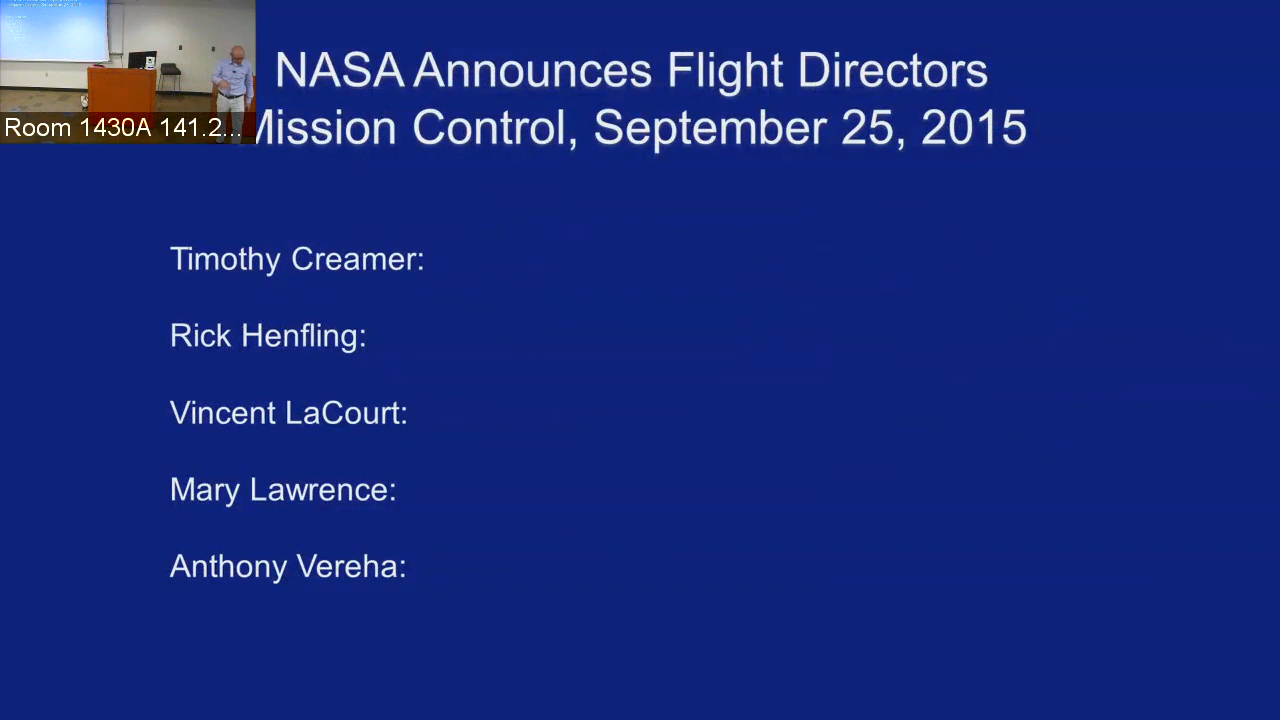 NASA Announces Flight Directors
Mission Control, September 25, 2015
Room 1430A 141.2...
Timothy Creamer:
Rick Henfling:
Vincent LaCourt:
Mary Lawrence:
Anthony Vereha: